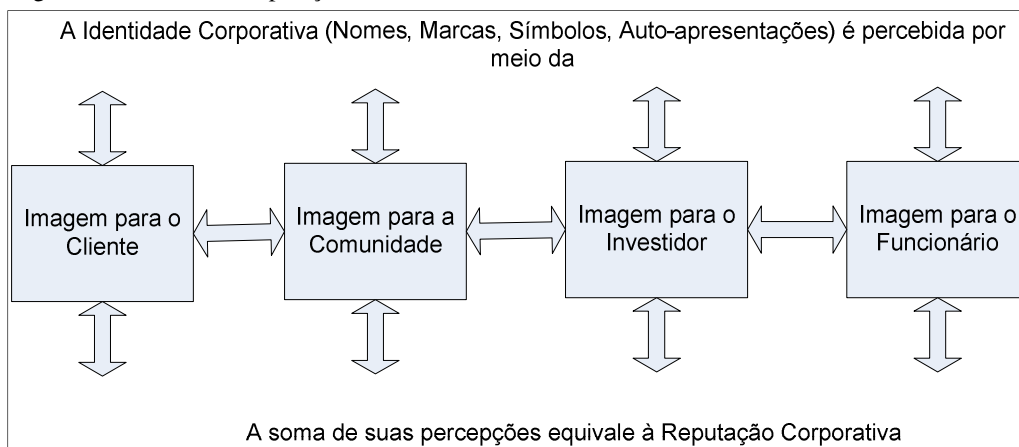 A Identidade Corporativa (Nomes, Marcas, Símbolos, Auto-apresentações) é percebida por
meio da
Imagem para o
Cliente
Imagem para a
Comunidade
Imagem para o
Investidor
Imagem para o
Funcionário
A soma de suas percepções equivale à Reputação Corporativa